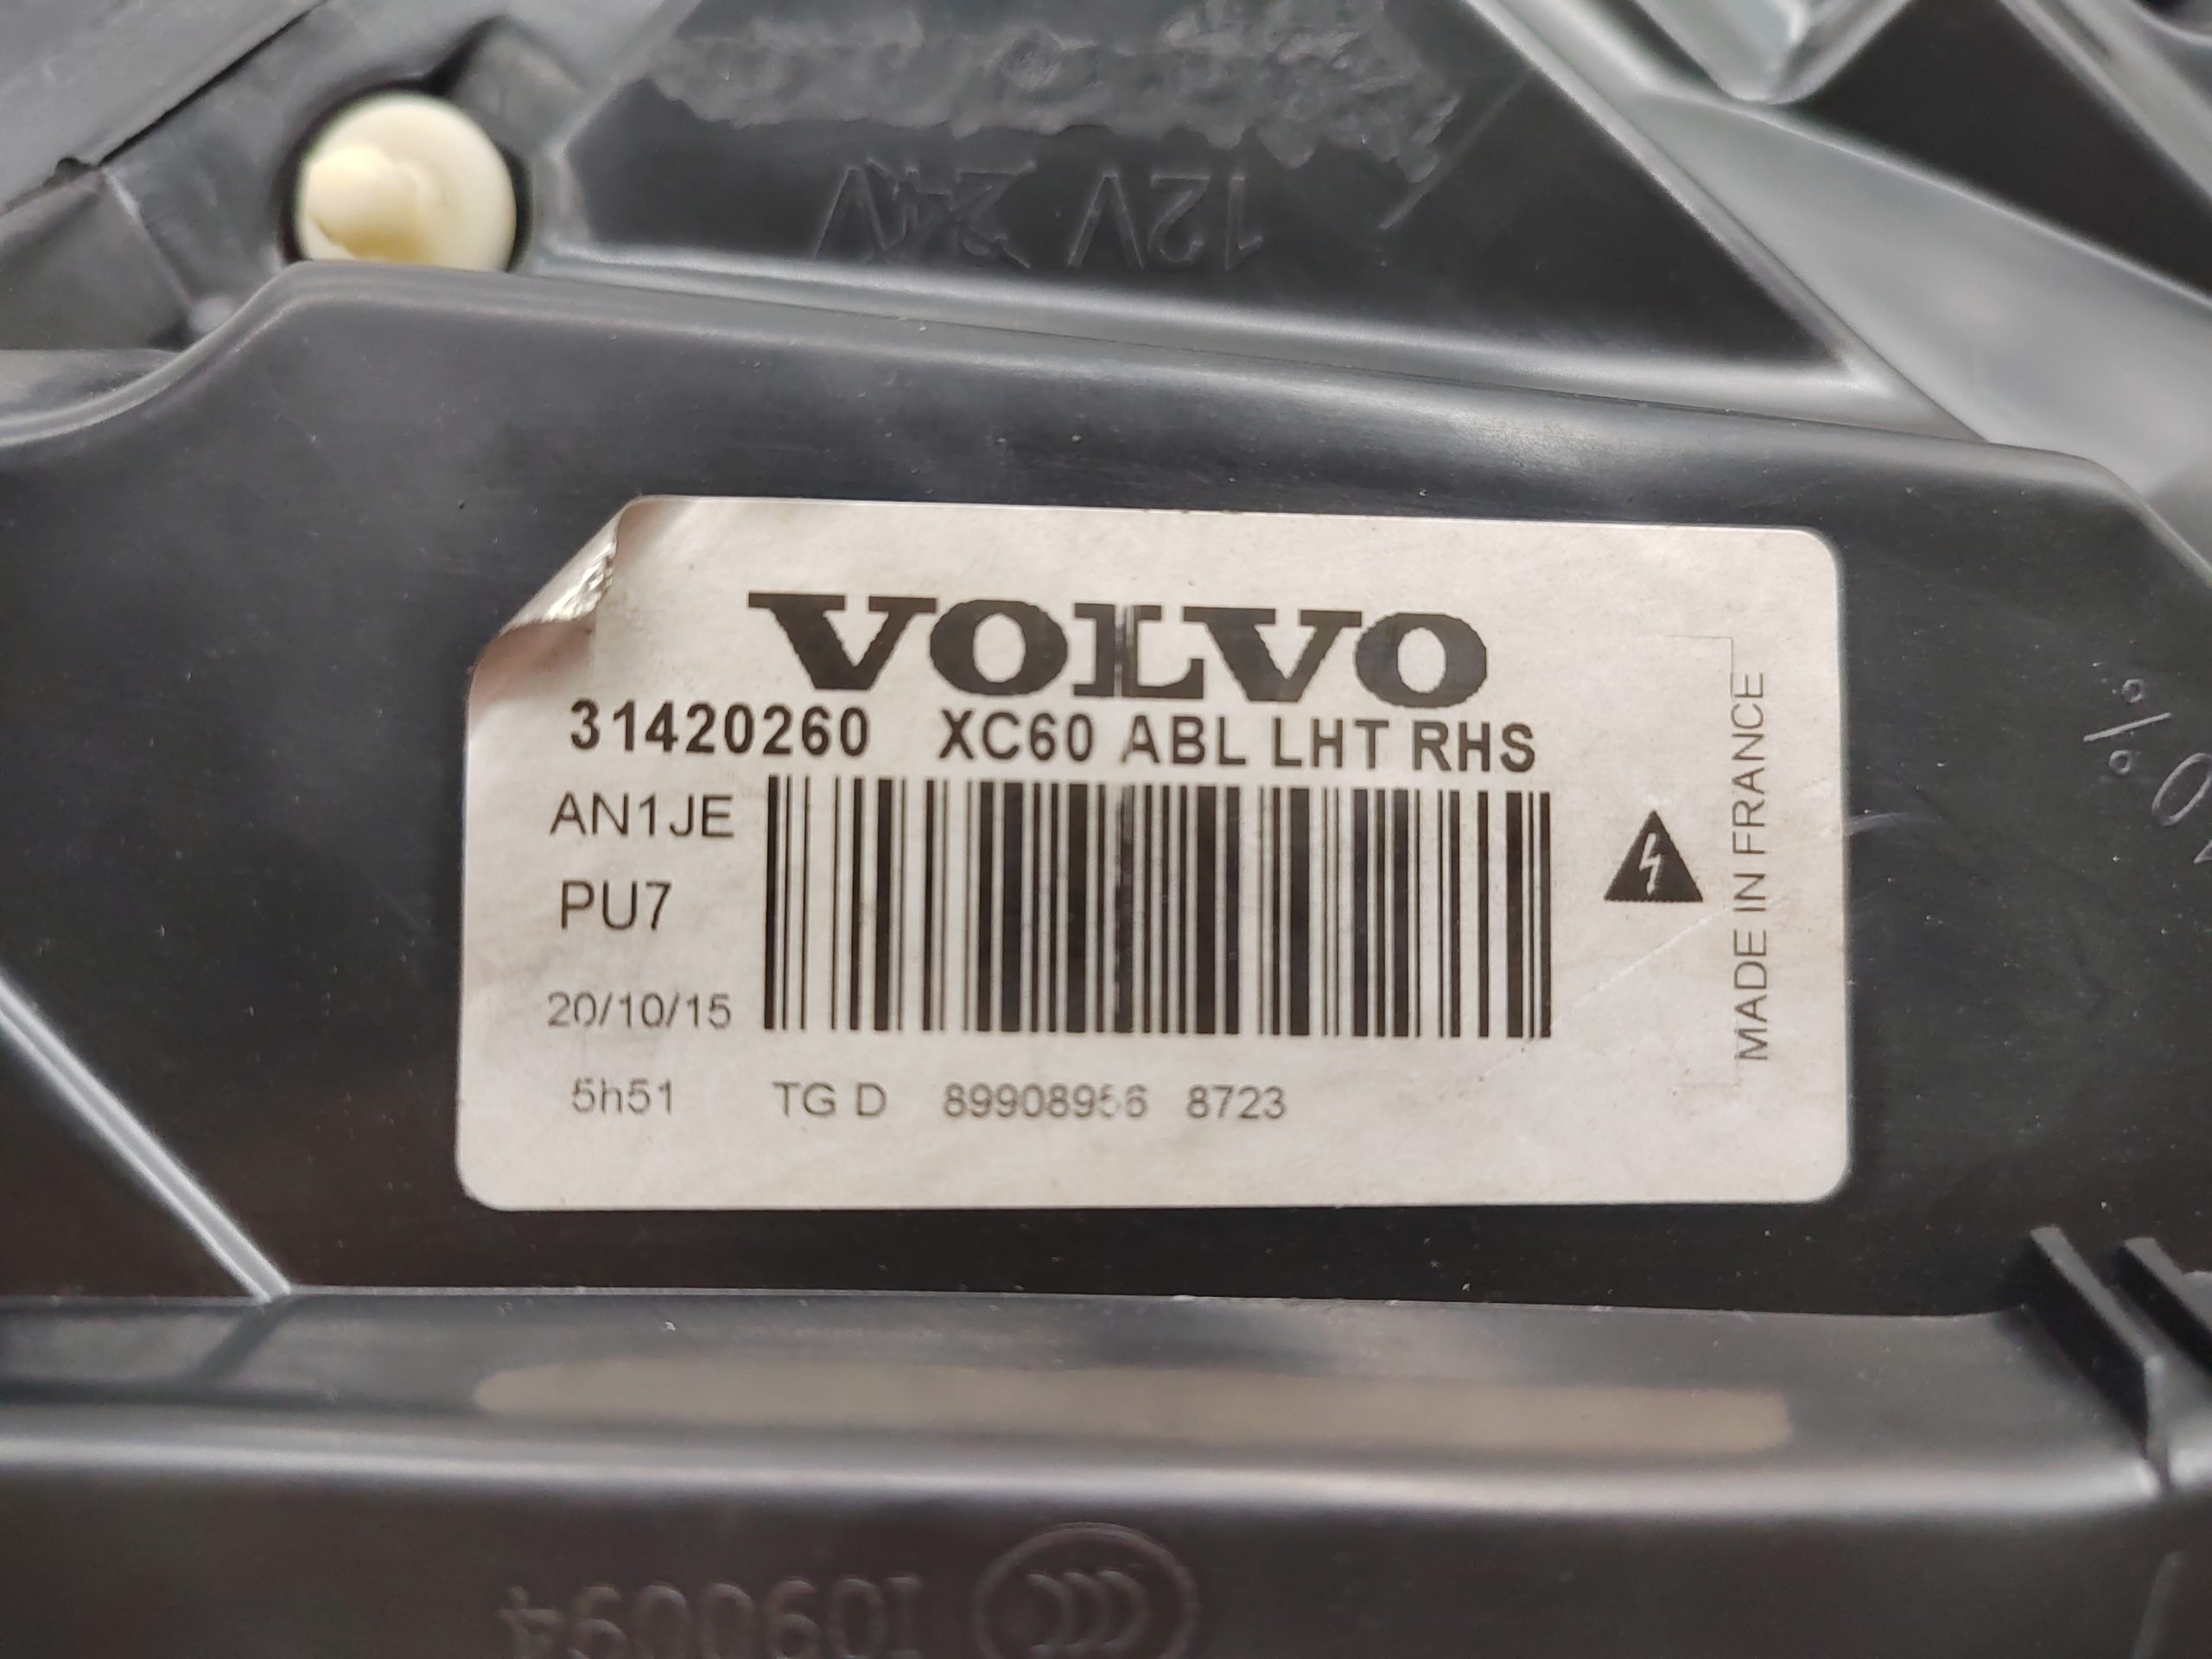 12V 24V
VOLVO
31420260 XC60 ABL LHT RHS
AN1JE
PU7
20/10/15
5h51 TG D 89908956 8723
MADE IN FRANCE
CCC